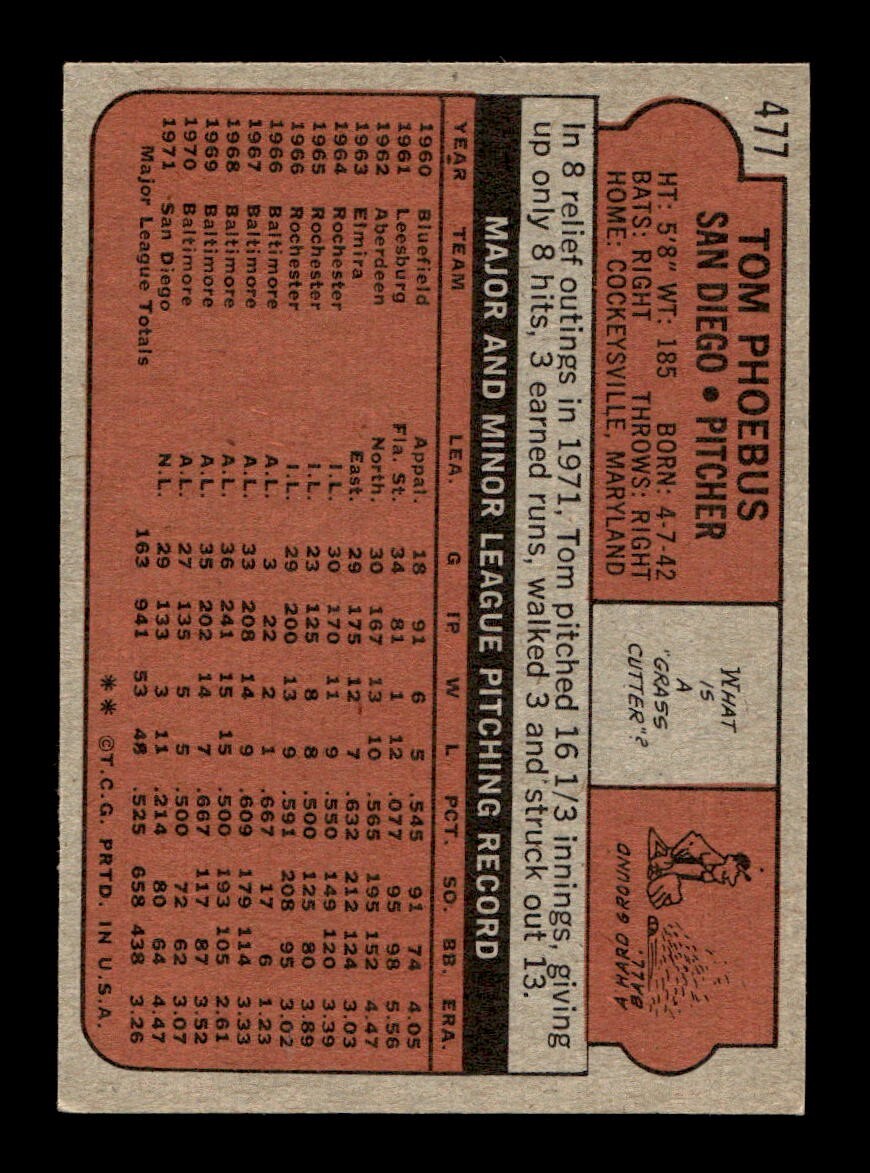 477
TOM PHOEBUS
SAN DIEGO • PITCHER
HT: 5'8" WT: 185 BORN: 4-7-42
BATS: RIGHT THROWS: RIGHT
HOME: COCKEYSVILLE, MARYLAND
WHAT
IS
A
"GRASS
CUTTER"?
A HARD GROUND
BALL.
In 8 relief outings in 1971, Tom pitched 16 1/3 innings, giving
up only 8 hits, 3 earned runs, walked 3 and struck out 13.
MAJOR AND MINOR LEAGUE PITCHING RECORD
YEAR TEAM LEA. G IP. W L PCT. SO. BB. ERA.
1960 Bluefield Appal. 18 91 6 5 .545 91 74 4.05
1961 Leesburg Fla. St. 34 81 1 12 .077 95 98 5.56
1962 Aberdeen North. 30 167 13 10 .565 195 152 4.47
1963 Elmira East. 29 175 12 7 .632 212 124 3.03
1964 Rochester I.L. 30 170 11 9 .550 149 120 3.39
1965 Rochester I.L. 23 125 8 8 .500 125 80 3.89
1966 Rochester I.L. 29 200 13 9 .591 208 95 3.02
1966 Baltimore A.L. 3 22 2 1 .667 17 6 1.23
1967 Baltimore A.L. 33 208 14 9 .609 179 114 3.33
1968 Baltimore A.L. 36 241 15 15 .500 193 105 2.61
1969 Baltimore A.L. 35 202 14 7 .667 117 87 3.52
1970 Baltimore A.L. 27 135 5 5 .500 72 62 3.07
1971 San Diego N.L. 29 133 3 11 .214 80 64 4.47
Major League Totals 163 941 53 48 .525 658 438 3.26
** ©T.C.G. PRTD. IN U.S.A.